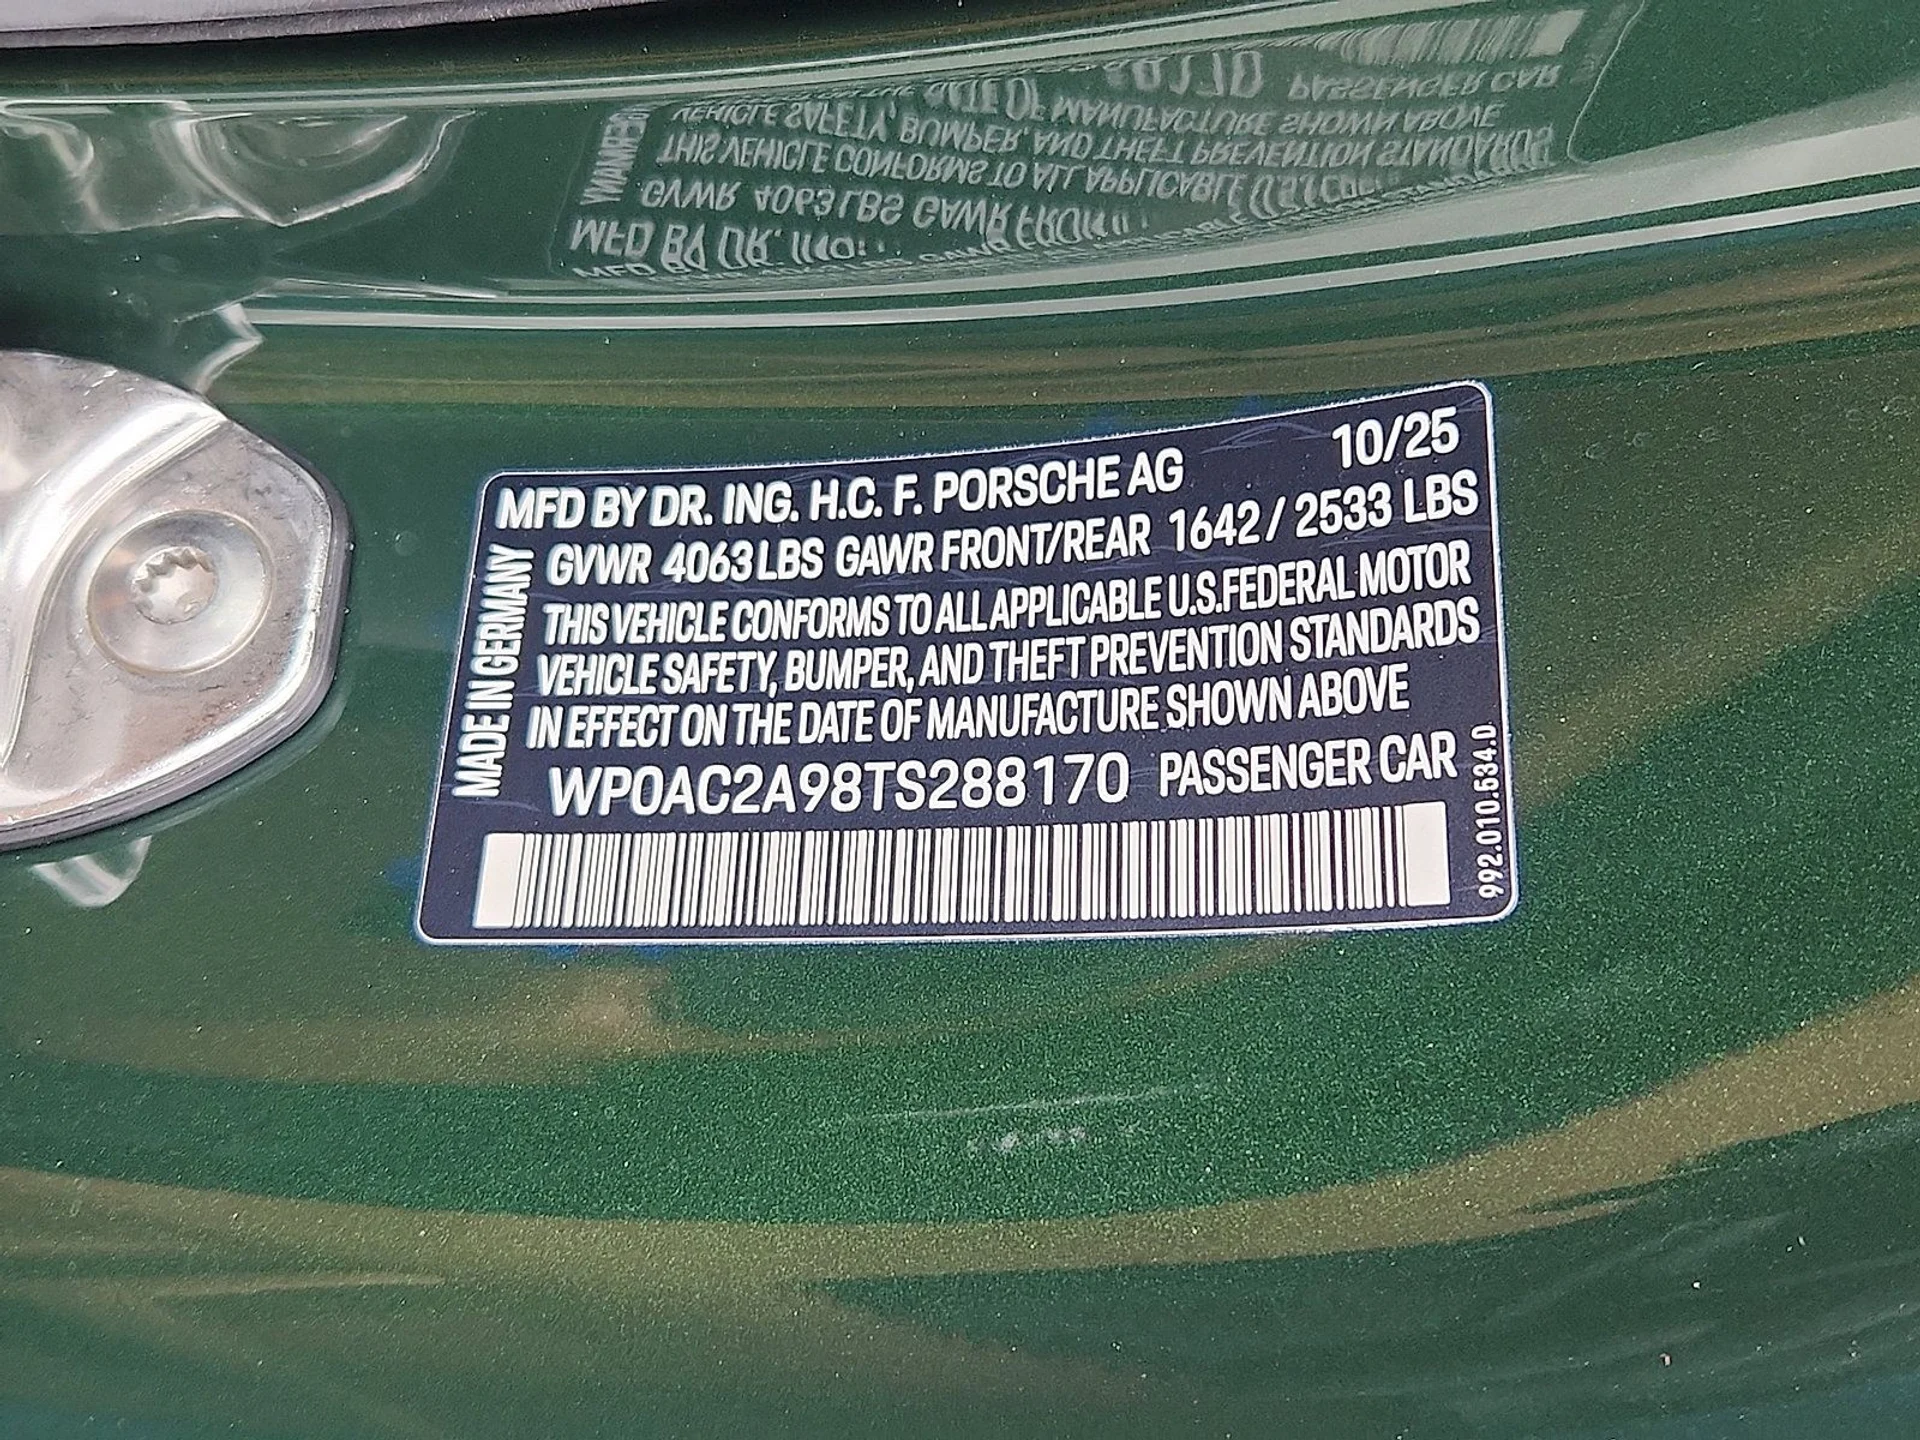 MFD BY DR. ING. H.C. F. PORSCHE AG 10/25
GVWR 4063 LBS GAWR FRONT/REAR 1642 / 2533 LBS
THIS VEHICLE CONFORMS TO ALL APPLICABLE U.S.FEDERAL MOTOR
VEHICLE SAFETY, BUMPER, AND THEFT PREVENTION STANDARDS
IN EFFECT ON THE DATE OF MANUFACTURE SHOWN ABOVE
WP0AC2A98TS288170 PASSENGER CAR
MADE IN GERMANY
992.010.534.D